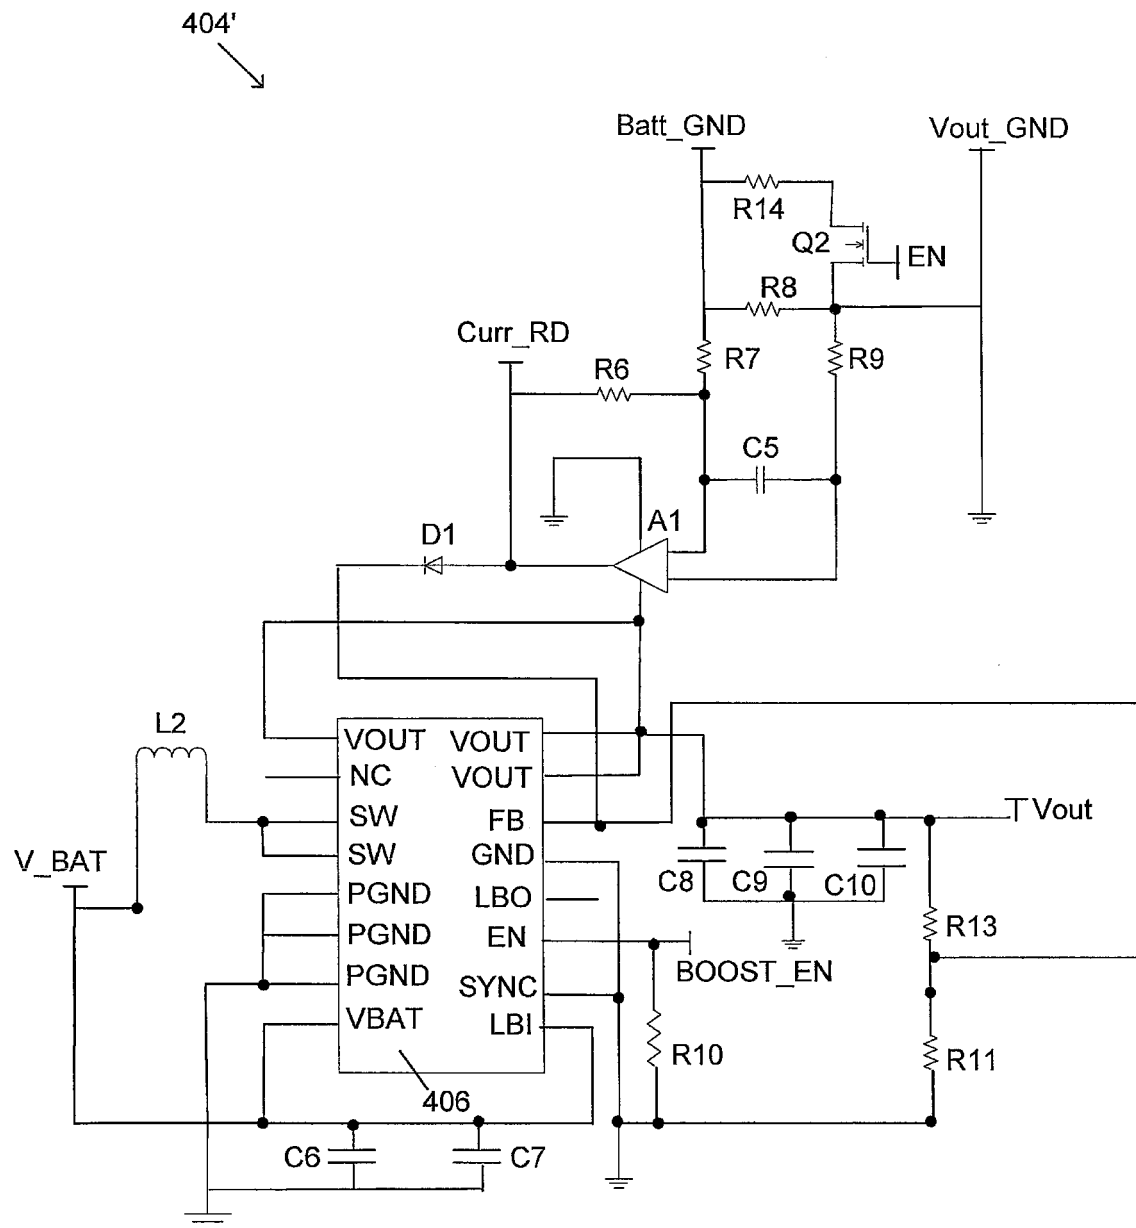 404'
Batt_GND
Vout_GND
R14
Q2
EN
R8
Curr_RD
R7
R9
R6
C5
A1
D1
L2
VOUT
VOUT
NC
VOUT
SW
FB
Vout
SW
GND
V_BAT
C8
C9
C10
PGND
LBO
PGND
EN
R13
BOOST_EN
PGND
SYNC
VBAT
LBI
R10
R11
406
C6
C7